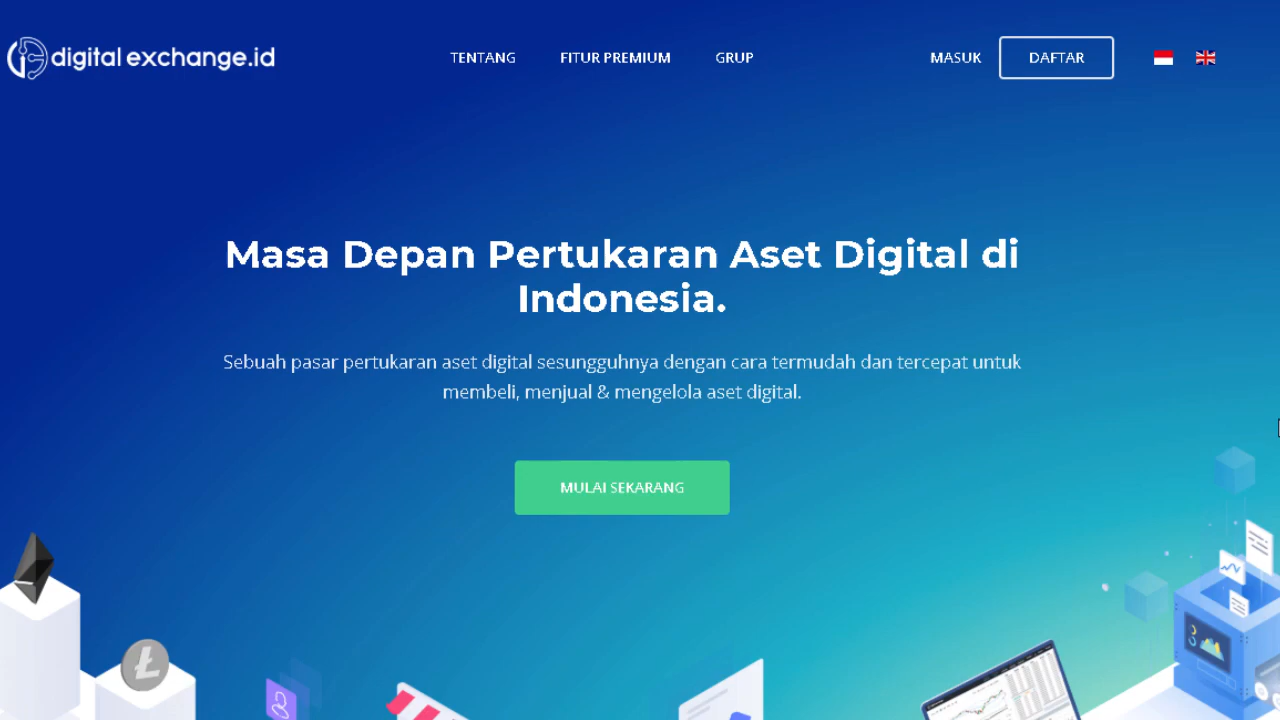 digital exchange.id
TENTANG
FITUR PREMIUM
GRUP
MASUK
DAFTAR
Masa Depan Pertukaran Aset Digital di
Indonesia.
Sebuah pasar pertukaran aset digital sesungguhnya dengan cara termudah dan tercepat untuk
membeli, menjual & mengelola aset digital.
MULAI SEKARANG